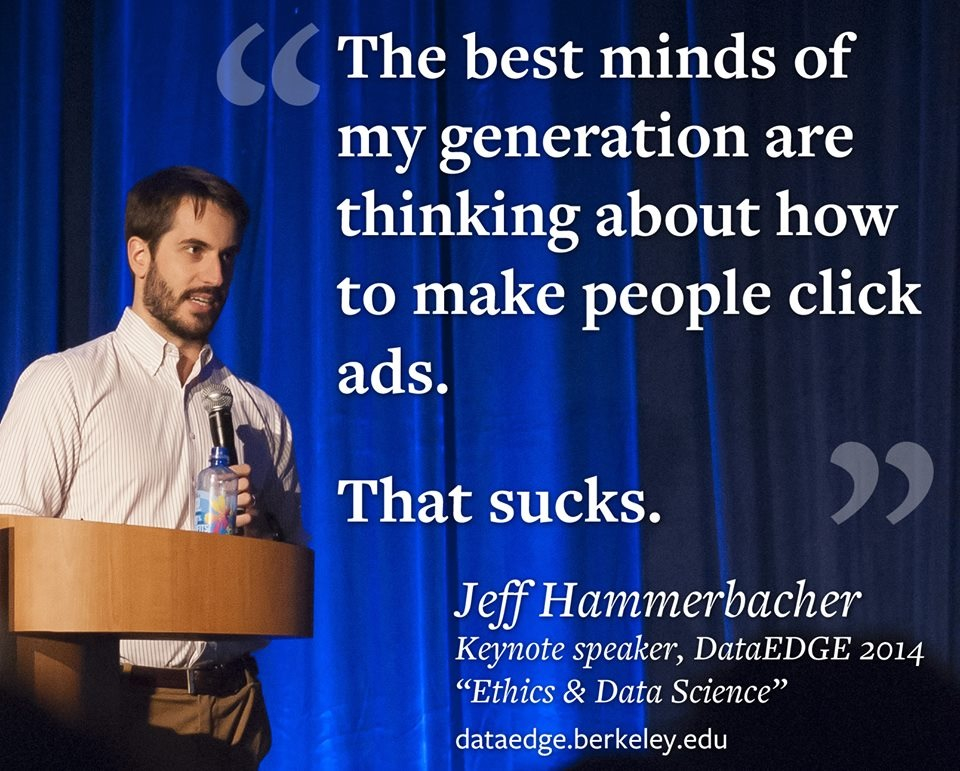 “
The best minds of
my generation are
thinking about how
to make people click
ads.
That sucks.
”
Jeff Hammerbacher
Keynote speaker, DataEDGE 2014
“Ethics & Data Science”
dataedge.berkeley.edu